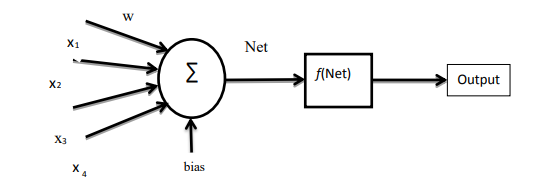 w
x₁
Net
Σ
f(Net)
Output
x₂
x₃
x₄
bias